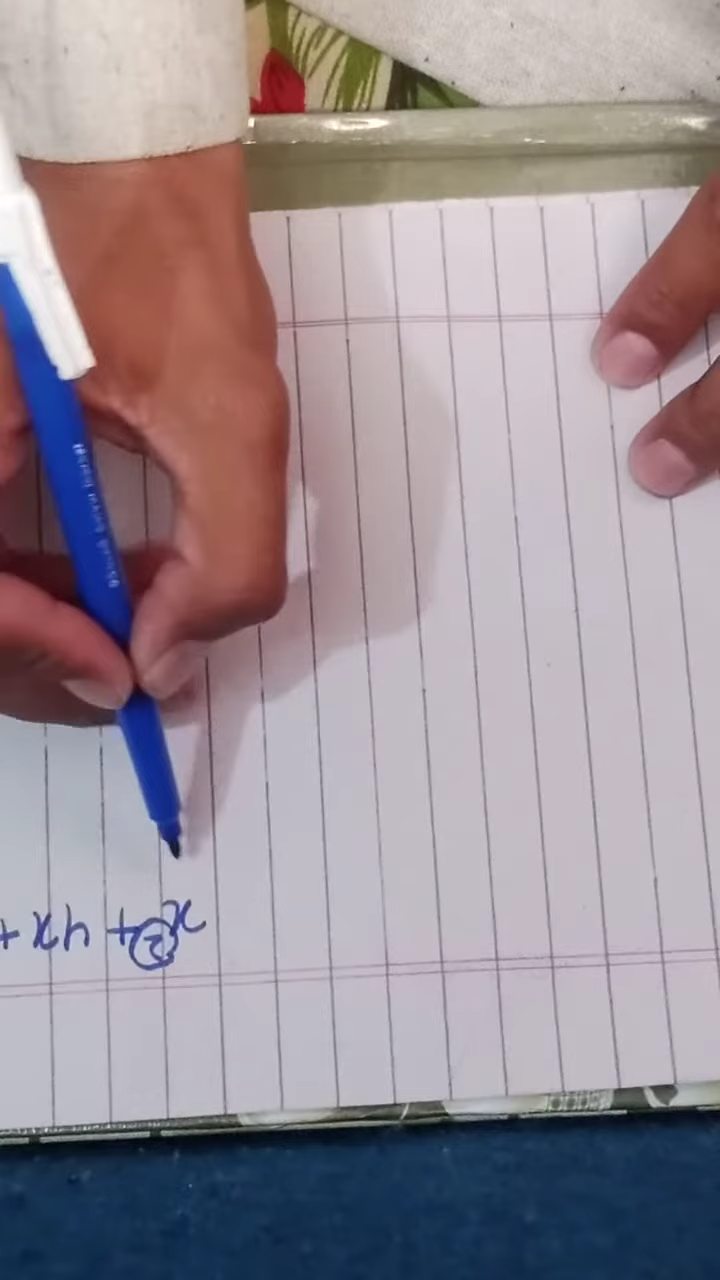 x² + 4x +